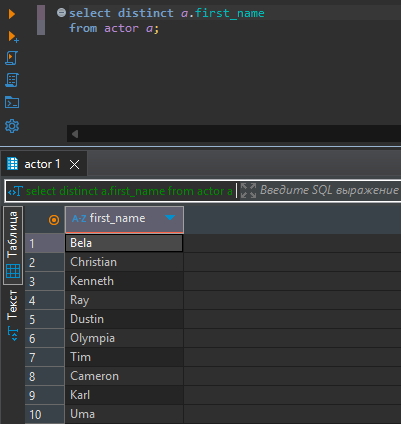 select distinct a.first_name
from actor a;
actor 1
select distinct a.first_name from actor a
Введите SQL выражение
Таблица
Текст
A-Z first_name
1 Bela
2 Christian
3 Kenneth
4 Ray
5 Dustin
6 Olympia
7 Tim
8 Cameron
9 Karl
10 Uma